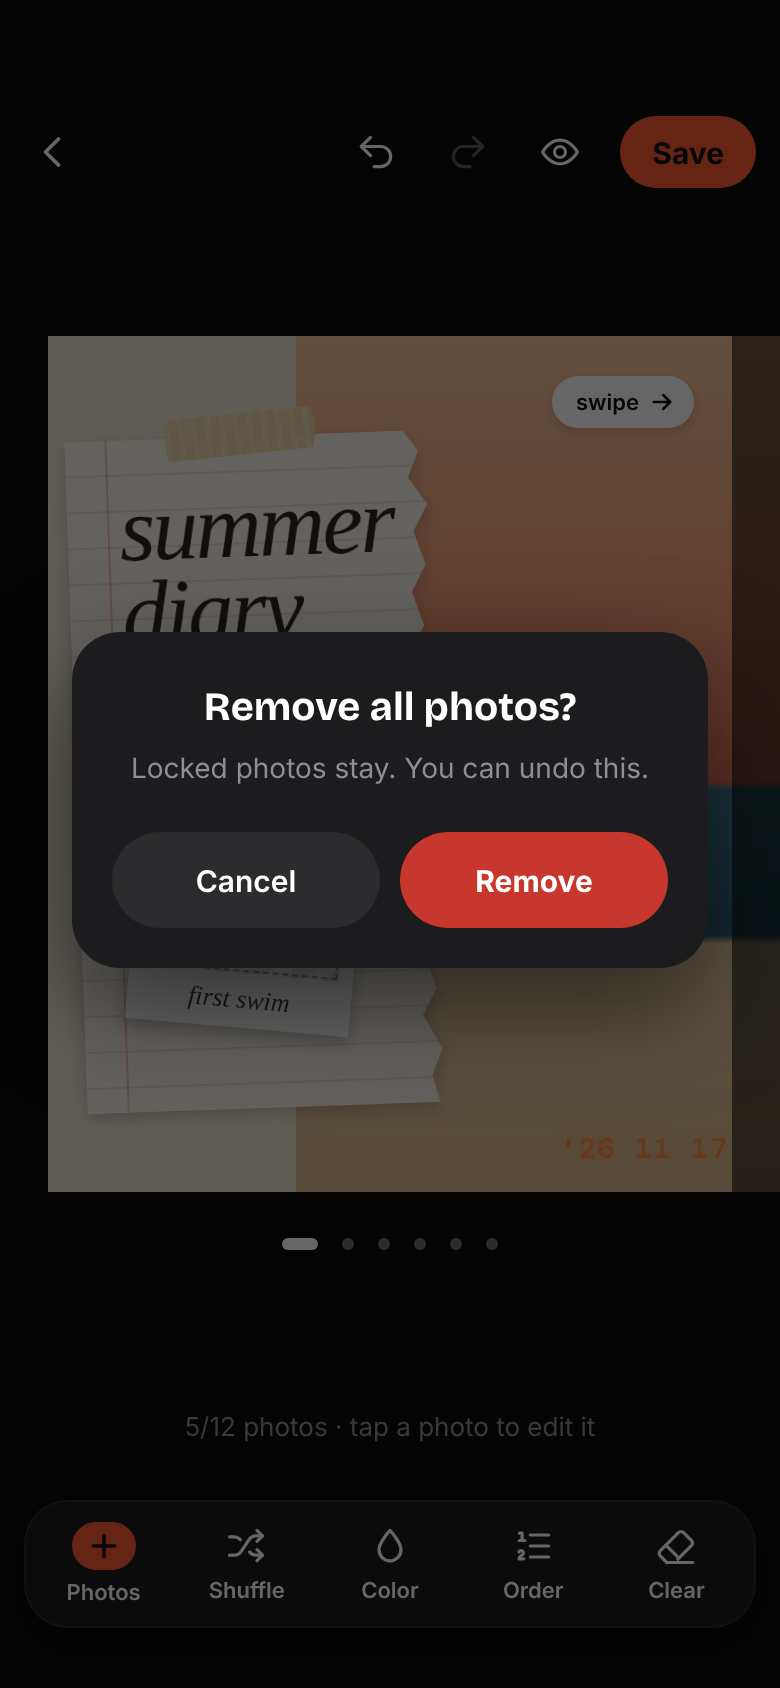 Save
swipe
summer
diary
Remove all photos?
Locked photos stay. You can undo this.
Cancel
Remove
first swim
'26 11 17
5/12 photos · tap a photo to edit it
Photos
Shuffle
Color
Order
Clear